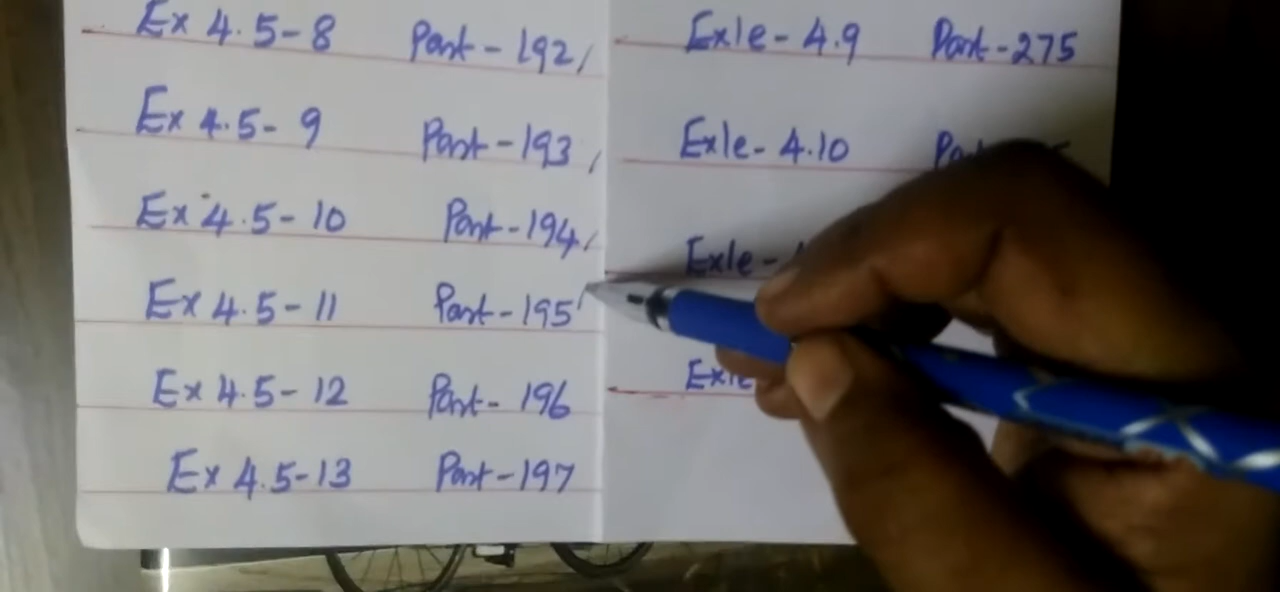 Ex 4.5-8 Part - 192,
Ex 4.5- 9 Part - 193,
Ex 4.5-10 Part - 194,
Ex 4.5-11 Part - 195
Ex 4.5-12 Part - 196
Ex 4.5-13 Part - 197
Exle - 4.9 Part - 275
Exle - 4.10
Exle -